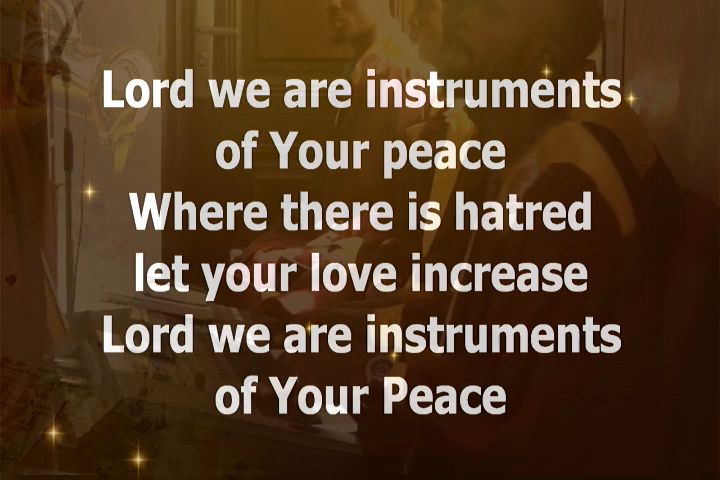 Lord we are instruments
of Your peace
Where there is hatred
let your love increase
Lord we are instruments
of Your Peace